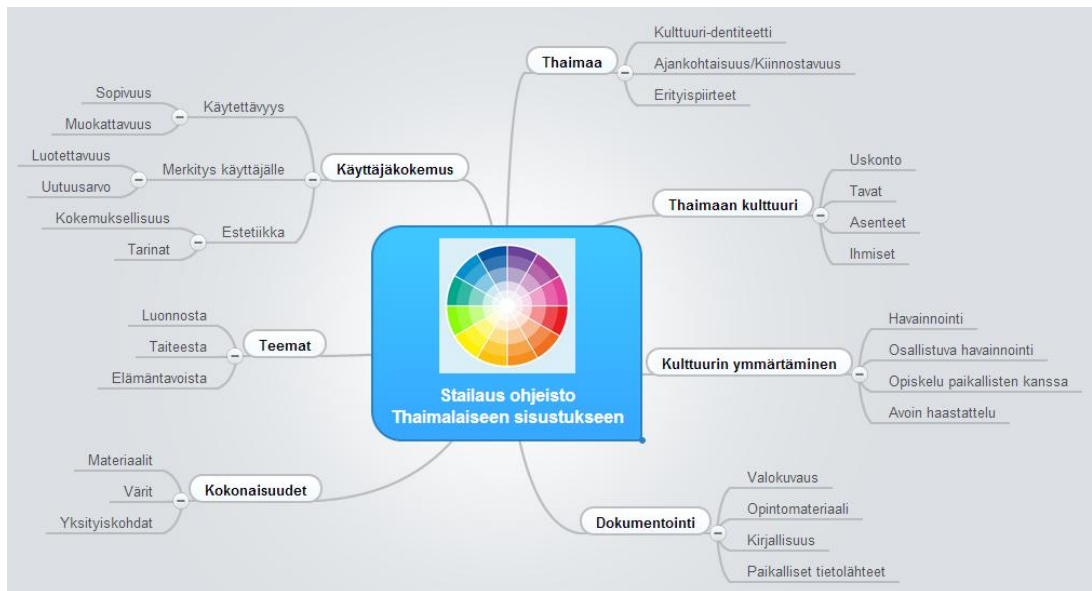 Stailaus ohjeisto
Thaimalaiseen sisustukseen
Thaimaa
Kulttuuri-dentiteetti
Ajankohtaisuus/Kiinnostavuus
Erityispiirteet
Thaimaan kulttuuri
Uskonto
Tavat
Asenteet
Ihmiset
Kulttuurin ymmärtäminen
Havainnointi
Osallistuva havainnointi
Opiskelu paikallisten kanssa
Avoin haastattelu
Dokumentointi
Valokuvaus
Opintomateriaali
Kirjallisuus
Paikalliset tietolähteet
Käyttäjäkokemus
Käytettävyys
Sopivuus
Muokattavuus
Merkitys käyttäjälle
Luotettavuus
Uutuusarvo
Estetiikka
Kokemuksellisuus
Tarinat
Teemat
Luonnosta
Taiteesta
Elämäntavoista
Kokonaisuudet
Materiaalit
Värit
Yksityiskohdat